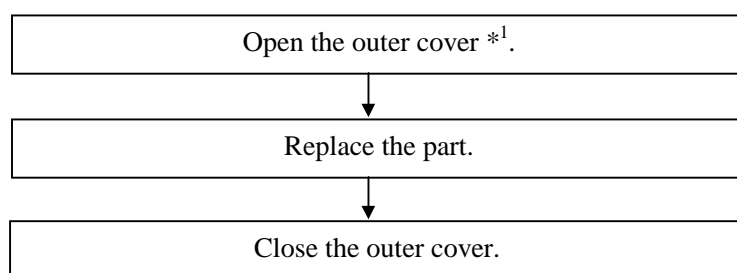 Open the outer cover *¹.
Replace the part.
Close the outer cover.